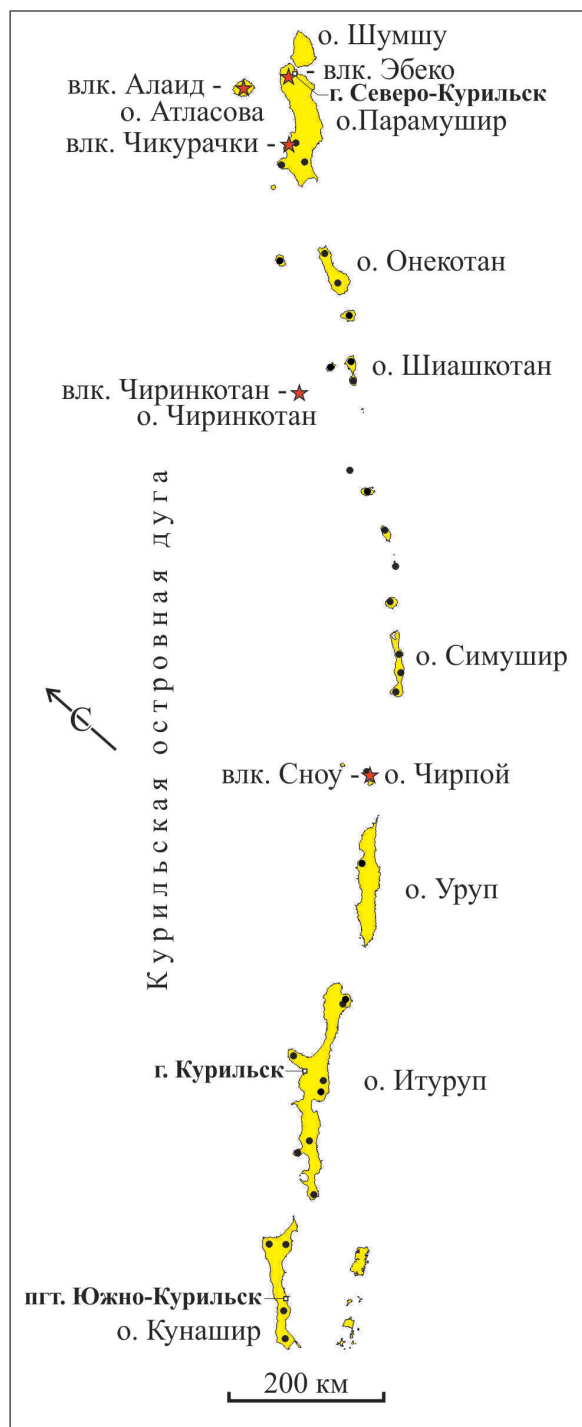 о. Шумшу
влк. Эбеко
влк. Алаид
г. Северо-Курильск
о. Атласова
о.Парамушир
влк. Чикурачки
о. Онекотан
о. Шиашкотан
влк. Чиринкотан
о. Чиринкотан
Курильская островная дуга
о. Симушир
С
влк. Сноу
о. Чирпой
о. Уруп
г. Курильск
о. Итуруп
пгт. Южно-Курильск
о. Кунашир
200 км